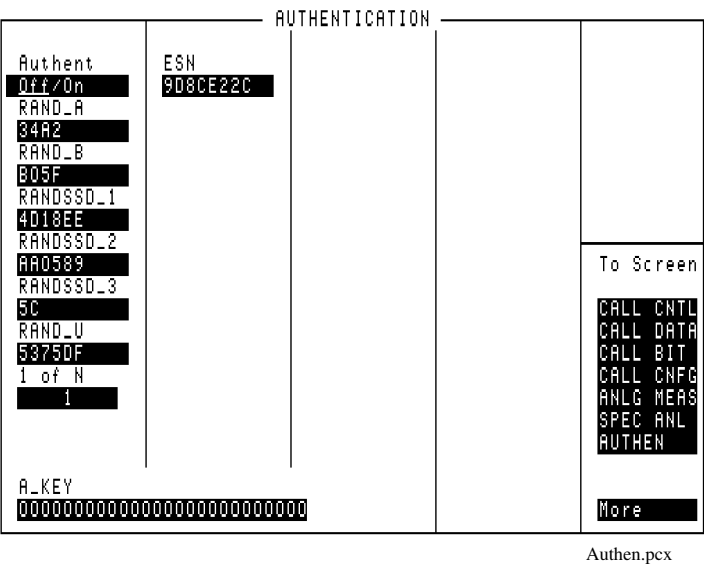 AUTHENTICATION
Authent
Off/On
RAND_A
34A2
RAND_B
B05F
RANDSSD_1
4D18EE
RANDSSD_2
AA0589
RANDSSD_3
5C
RAND_U
5375DF
1 of N
1
ESN
9D8CE22C
A_KEY
00000000000000000000000000
To Screen
CALL CNTL
CALL DATA
CALL BIT
CALL CNFG
ANLG MEAS
SPEC ANL
AUTHEN
More
Authen.pcx